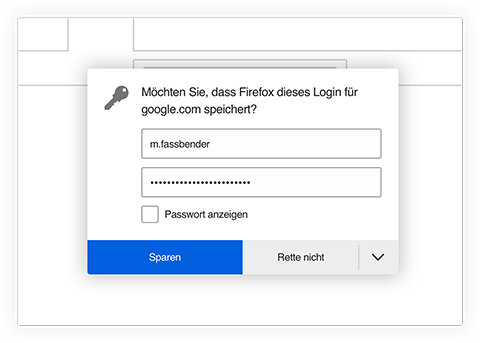 Möchten Sie, dass Firefox dieses Login für
google.com speichert?
m.fassbender
••••••••••••••••••••••••
Passwort anzeigen
Sparen
Rette nicht